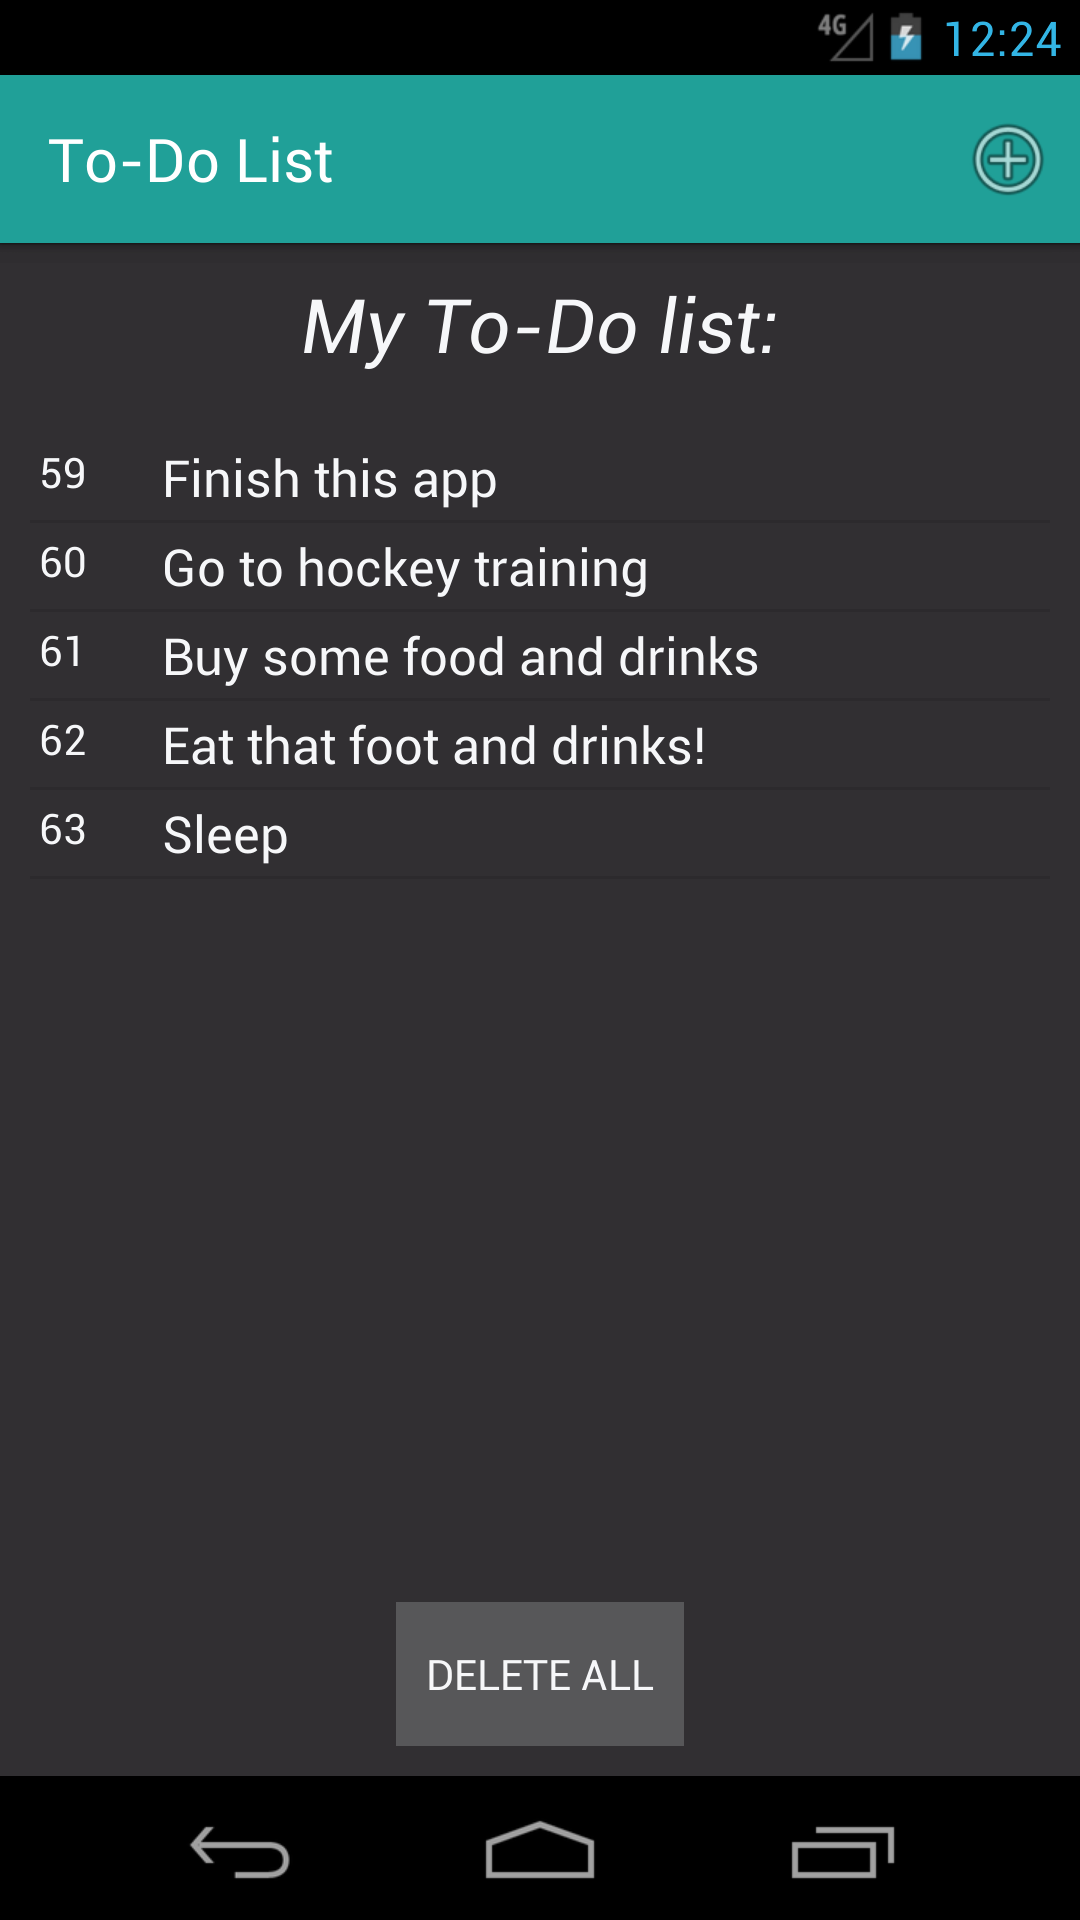 4G 12:24
To-Do List
My To-Do list:
59 Finish this app
60 Go to hockey training
61 Buy some food and drinks
62 Eat that foot and drinks!
63 Sleep
DELETE ALL